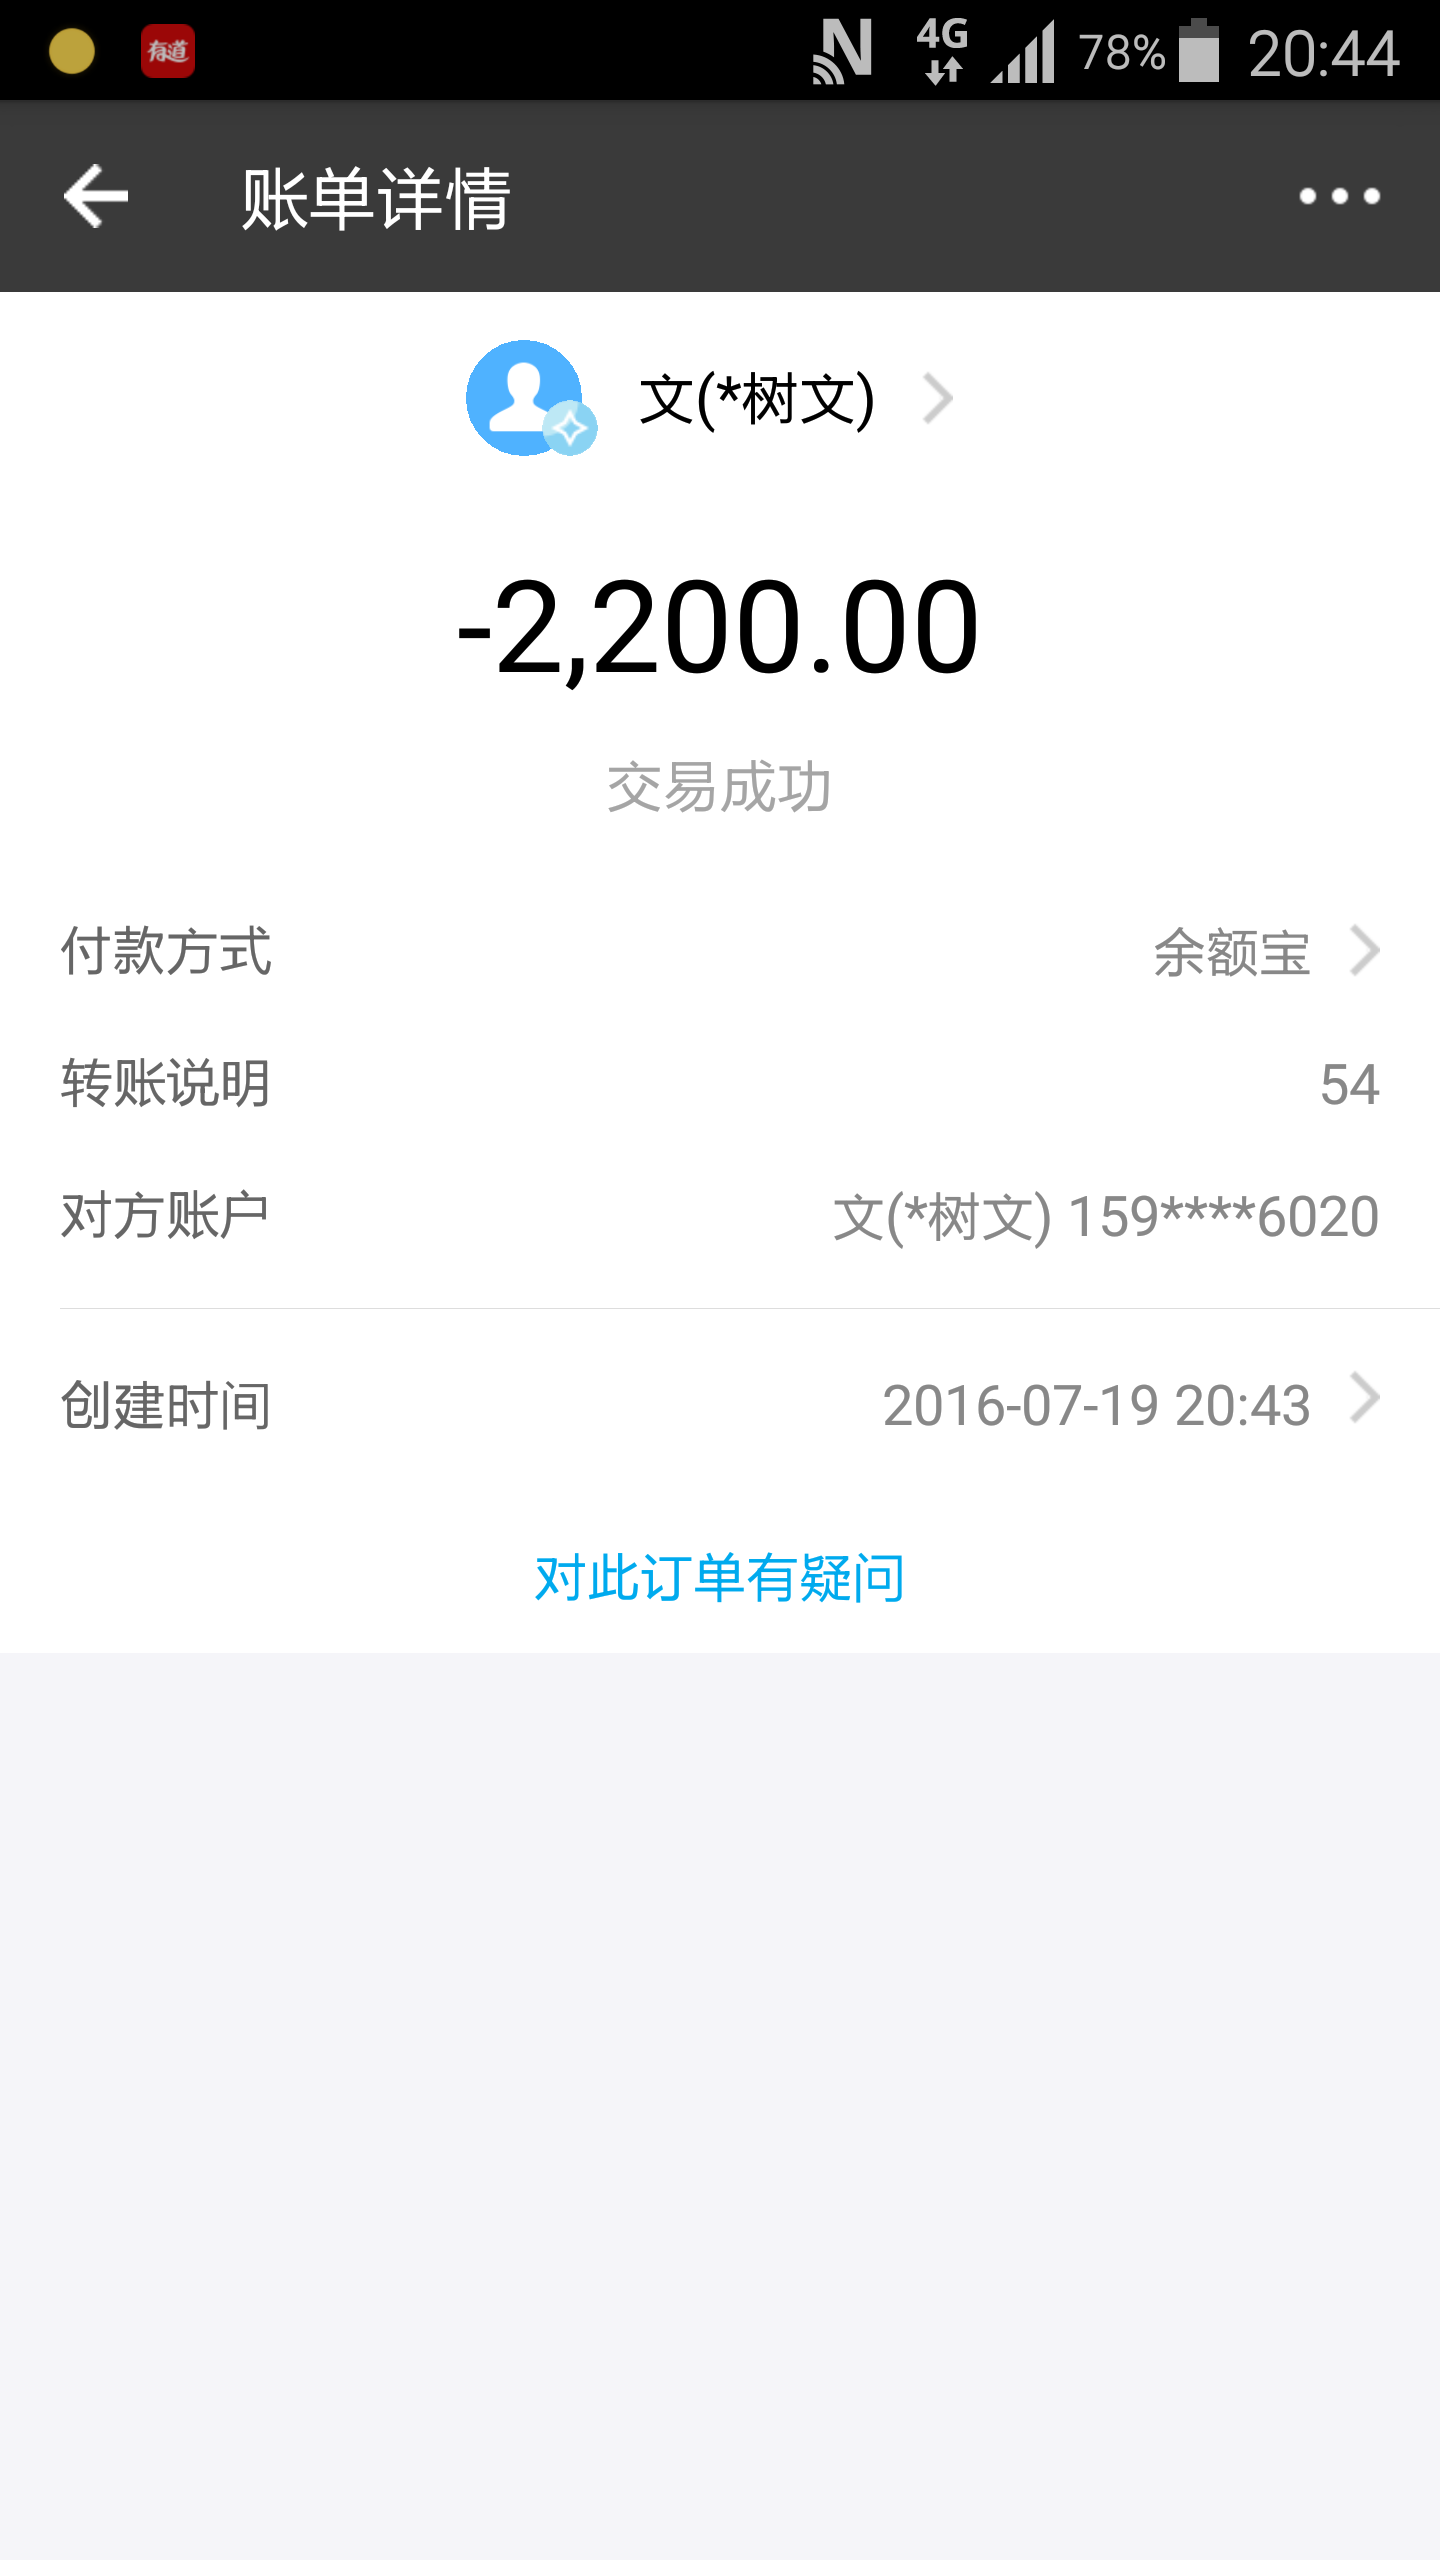 有道 4G 78% 20:44
账单详情
文(*树文)
-2,200.00
交易成功
付款方式 余额宝
转账说明 54
对方账户 文(*树文) 159****6020
创建时间 2016-07-19 20:43
对此订单有疑问